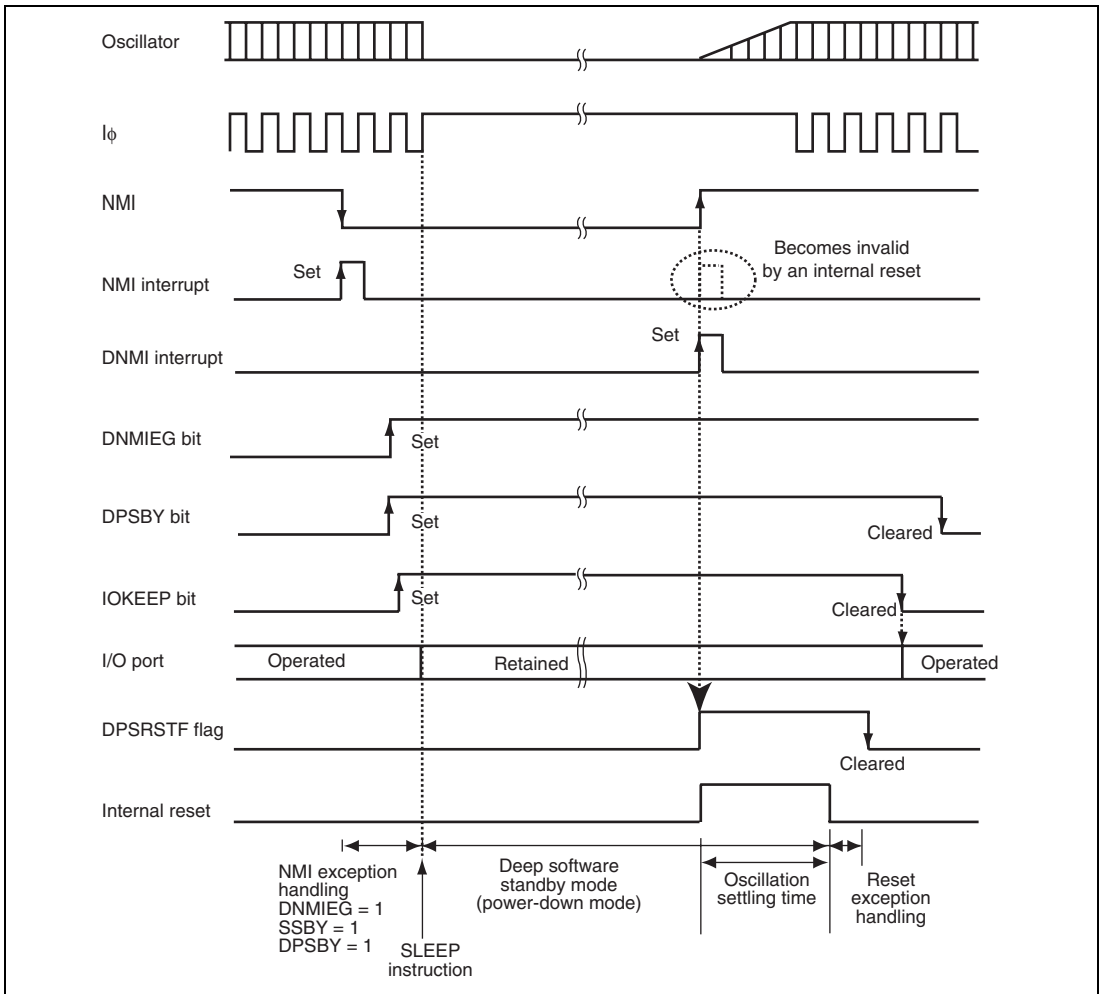 Oscillator
Iϕ
NMI
Becomes invalid
by an internal reset
NMI interrupt
Set
DNMI interrupt
Set
DNMIEG bit
Set
DPSBY bit
Set
Cleared
IOKEEP bit
Set
Cleared
I/O port
Operated
Retained
Operated
DPSRSTF flag
Cleared
Internal reset
NMI exception
handling
DNMIEG = 1
SSBY = 1
DPSBY = 1
SLEEP
instruction
Deep software
standby mode
(power-down mode)
Oscillation
settling time
Reset
exception
handling